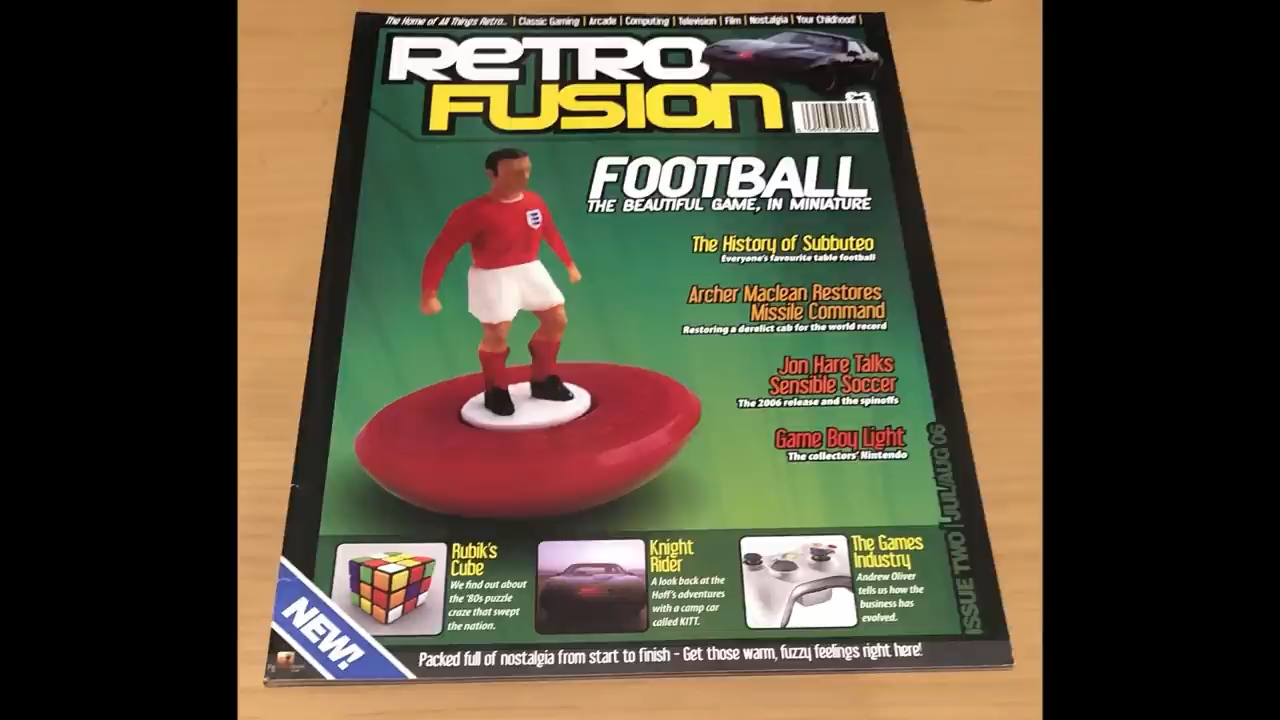 The Home of All Things Retro.. | Classic Gaming | Arcade | Computing | Television | Film | Nostalgia | Your Childhood! |
RETRO
FUSION
£3
FOOTBALL
THE BEAUTIFUL GAME, IN MINIATURE
The History of Subbuteo
Everyone's favourite table football
Archer Maclean Restores
Missile Command
Restoring a derelict cab for the world record
Jon Hare Talks
Sensible Soccer
The 2006 release and the spinoffs
Game Boy Light
The collectors' Nintendo
ISSUE TWO | JUL/AUG 06
Rubik's
Cube
We find out about
the '80s puzzle
craze that swept
the nation.
Knight
Rider
A look back at the
Hoff's adventures
with a camp car
called KITT.
The Games
Industry
Andrew Oliver
tells us how the
business has
evolved.
NEW!
Packed full of nostalgia from start to finish - Get those warm, fuzzy feelings right here!